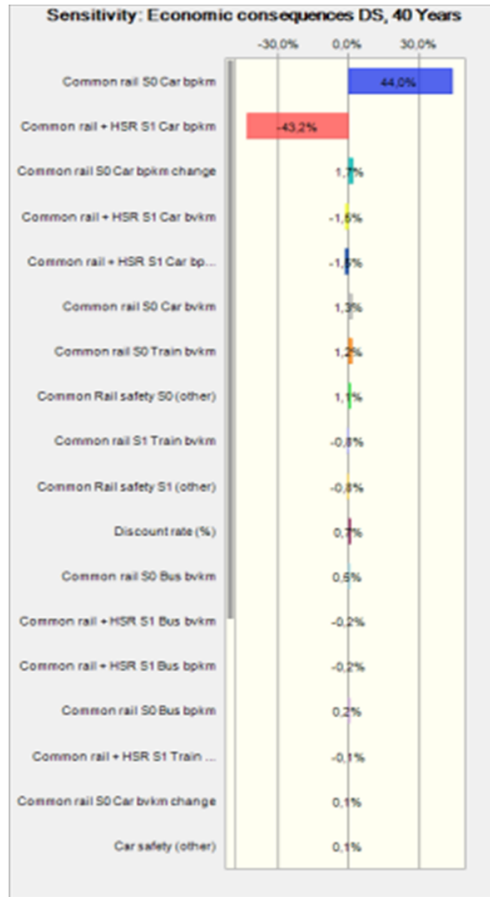 Sensitivity: Economic consequences DS, 40 Years
-30,0% 0,0% 30,0%
Common rail S0 Car bpkm 44,0%
Common rail + HSR S1 Car bpkm -43,2%
Common rail S0 Car bpkm change 1,7%
Common rail + HSR S1 Car bvkm -1,6%
Common rail + HSR S1 Car bp... -1,5%
Common rail S0 Car bvkm 1,3%
Common rail S0 Train bvkm 1,2%
Common Rail safety S0 (other) 1,1%
Common rail S1 Train bvkm -0,8%
Common Rail safety S1 (other) -0,8%
Discount rate (%) 0,7%
Common rail S0 Bus bvkm 0,5%
Common rail + HSR S1 Bus bvkm -0,2%
Common rail + HSR S1 Bus bpkm -0,2%
Common rail S0 Bus bpkm 0,2%
Common rail + HSR S1 Train ... -0,1%
Common rail S0 Car bvkm change 0,1%
Car safety (other) 0,1%